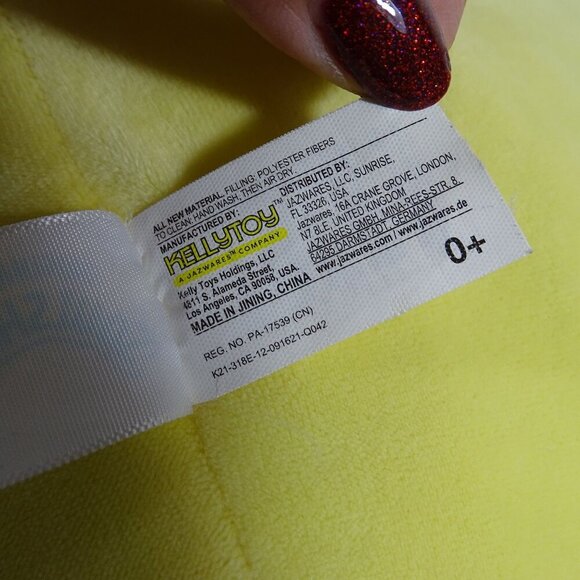 ALL NEW MATERIAL. FILLING: POLYESTER FIBERS
TO CLEAN: HAND WASH, THEN AIR DRY.
MANUFACTURED BY:
KELLYTOY
A JAZWARES™ COMPANY
Kelly Toys Holdings, LLC
4811 S. Alameda Street,
Los Angeles, CA 90058, USA.
MADE IN JINING, CHINA
DISTRIBUTED BY:
JAZWARES, LLC, SUNRISE,
FL 33326, USA
Jazwares, 16A CRANE GROVE, LONDON,
N7 8LE, UNITED KINGDOM
JAZWARES GMBH, MINA-REES-STR. 8,
64295 DARMSTADT, GERMANY
www.jazwares.com / www.jazwares.de
0+
REG. NO. PA-17539 (CN)
K21-318E-12-091621-Q042